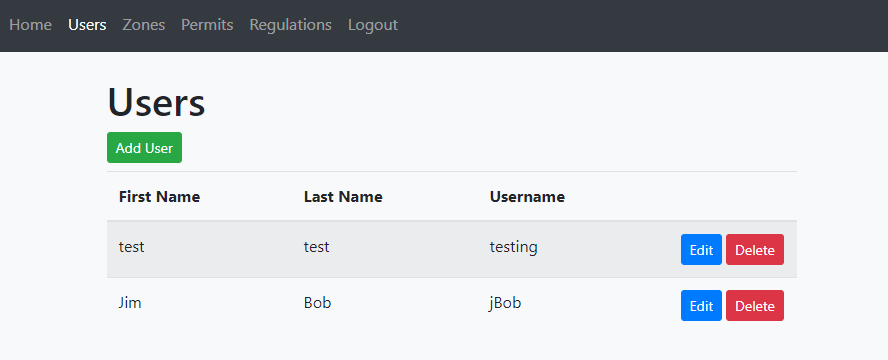 Home Users Zones Permits Regulations Logout
Users
Add User
First Name Last Name Username
test test testing Edit Delete
Jim Bob jBob Edit Delete